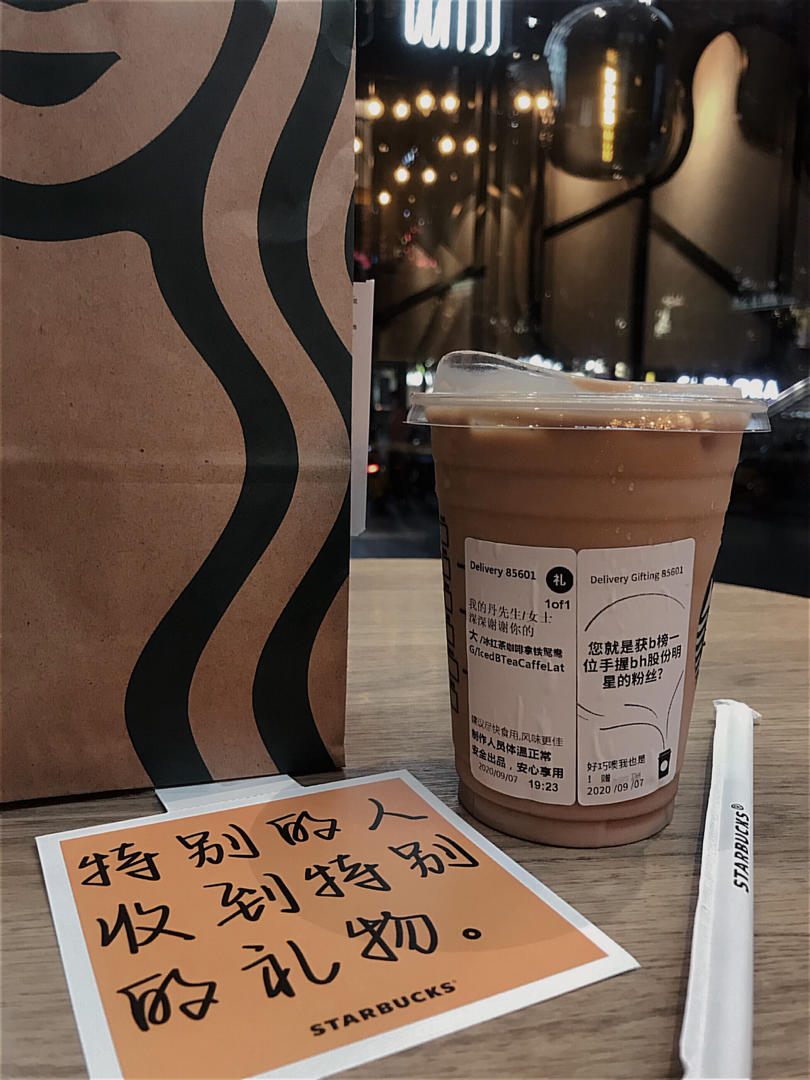 Delivery 85601
礼
1of1
我的丹先生/女士
深深谢谢你的
大/冰红茶咖啡拿铁鸳鸯
G/IcedBTeaCaffeLat
建议尽快食用,风味更佳
制作人员体温正常
安全出品，安心享用
2020/09/07
19:23
Delivery Gifting 85601
您就是获b榜一
位手握bh股份明
星的粉丝?
好巧噢我也是
!
2020/09/07
特别的人
收到特别
的礼物。
STARBUCKS
STARBUCKS®